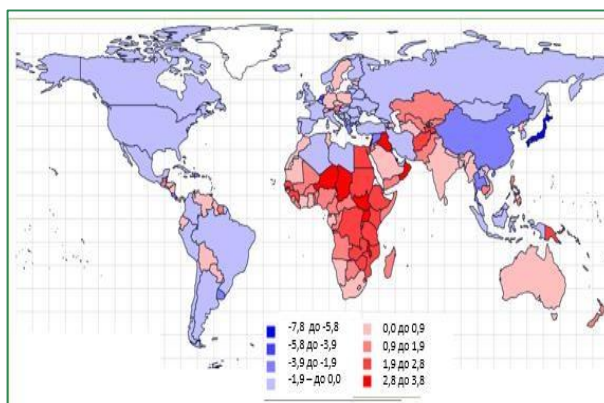 -7,8 до -5,8
-5,8 до -3,9
-3,9 до -1,9
-1,9 – до 0,0
0,0 до 0,9
0,9 до 1,9
1,9 до 2,8
2,8 до 3,8